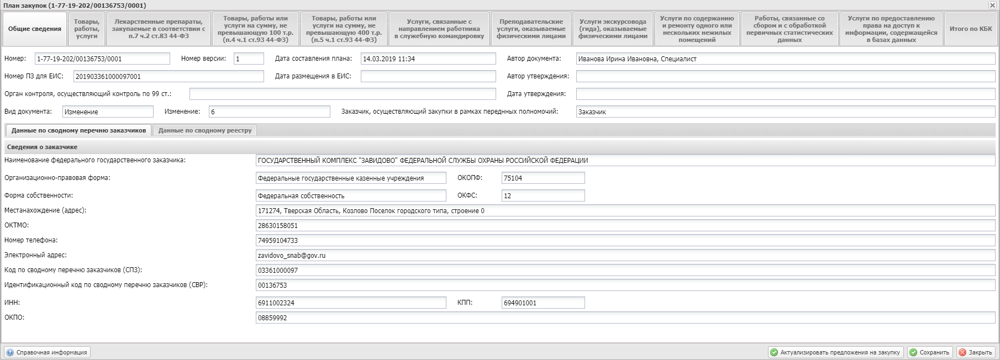 План закупок (1-77-19-202/00136753/0001)
Общие сведения
Товары, работы, услуги
Лекарственные препараты, закупаемые в соответствии с п.7 ч.2 ст.83 44-ФЗ
Товары, работы или услуги на сумму, не превышающую 100 т.р. (п.4 ч.1 ст.93 44-ФЗ)
Товары, работы или услуги на сумму, не превышающую 400 т.р. (п.5 ч.1 ст.93 44-ФЗ)
Услуги, связанные с направлением работника в служебную командировку
Преподавательские услуги, оказываемые физическими лицами
Услуги экскурсовода (гида), оказываемые физическими лицами
Услуги по содержанию и ремонту одного или нескольких нежилых помещений
Работы, связанные со сбором и с обработкой первичных статистических данных
Услуги по предоставлению права на доступ к информации, содержащейся в базах данных
Итого по КБК
Номер: 1-77-19-202/00136753/0001 Номер версии: 1 Дата составления плана: 14.03.2019 11:34 Автор документа: Иванова Ирина Ивановна, Специалист
Номер ПЗ для ЕИС: 201903361000097001 Дата размещения в ЕИС: Автор утверждения:
Орган контроля, осуществляющий контроль по 99 ст.: Дата утверждения:
Вид документа: Изменение Изменение: 6 Заказчик, осуществляющий закупки в рамках переднных полномочий: Заказчик
Данные по сводному перечню заказчиков Данные по сводному реестру
Сведения о заказчике
Наименование федерального государственного заказчика: ГОСУДАРСТВЕННЫЙ КОМПЛЕКС "ЗАВИДОВО" ФЕДЕРАЛЬНОЙ СЛУЖБЫ ОХРАНЫ РОССИЙСКОЙ ФЕДЕРАЦИИ
Организационно-правовая форма: Федеральные государственные казенные учреждения ОКОПФ: 75104
Форма собственности: Федеральная собственность ОКФС: 12
Местанахождение (адрес): 171274, Тверская Область, Козлово Поселок городского типа, строение 0
ОКТМО: 28630158051
Номер телефона: 74959104733
Электронный адрес: zavidovo_snab@gov.ru
Код по сводному перечню заказчиков (СПЗ): 03361000097
Идентификационный код по сводному перечню заказчиков (СВР): 00136753
ИНН: 6911002324 КПП: 694901001
ОКПО: 08859992
Справочная информация Актуализировать предложения на закупку Сохранить Закрыть